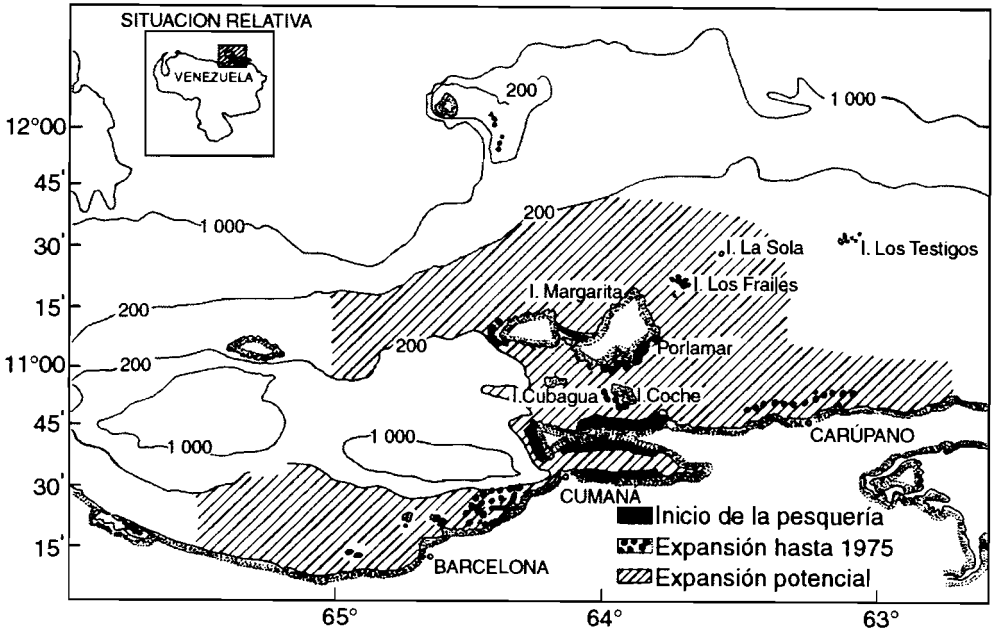 SITUACION RELATIVA
VENEZUELA
200
1 000
12°00'
45'
1 000
200
30'
I. La Sola
I. Los Testigos
I. Los Frailes
15'
I. Margarita
200
200
Porlamar
11°00
200
I. Cubagua
I. Coche
45'
1 000
1 000
CARÚPANO
30'
CUMANA
Inicio de la pesquería
15'
Expansión hasta 1975
BARCELONA
Expansión potencial
65°
64°
63°